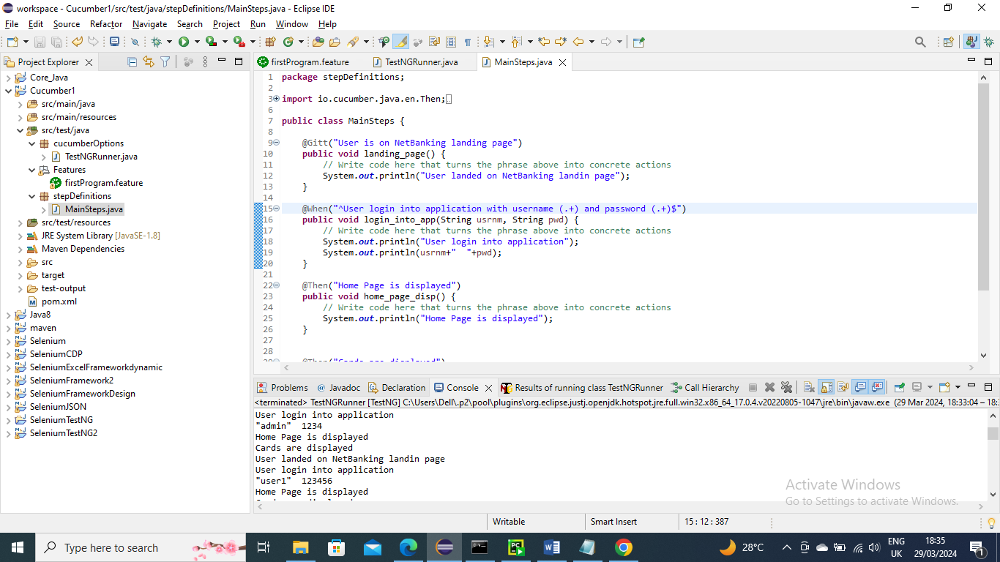 workspace - Cucumber1/src/test/java/stepDefinitions/MainSteps.java - Eclipse IDE
File Edit Source Refactor Navigate Search Project Run Window Help
Project Explorer
Core_Java
Cucumber1
src/main/java
src/main/resources
src/test/java
cucumberOptions
TestNGRunner.java
Features
firstProgram.feature
stepDefinitions
MainSteps.java
src/test/resources
JRE System Library [JavaSE-1.8]
Maven Dependencies
src
target
test-output
pom.xml
Java8
maven
Selenium
SeleniumCDP
SeleniumExcelFrameworkdynamic
SeleniumFramework2
SeleniumFrameworkDesign
SeleniumJSON
SeleniumTestNG
SeleniumTestNG2
firstProgram.feature TestNGRunner.java MainSteps.java
1 package stepDefinitions;
2
3 import io.cucumber.java.en.Then;
6
7 public class MainSteps {
8
9 @Gitt("User is on NetBanking landing page")
10 public void landing_page() {
11 // Write code here that turns the phrase above into concrete actions
12 System.out.println("User landed on NetBanking landin page");
13 }
14
15 @When("^User login into application with username (.+) and password (.+)$")
16 public void login_into_app(String usrnm, String pwd) {
17 // Write code here that turns the phrase above into concrete actions
18 System.out.println("User login into application");
19 System.out.println(usrnm+"  "+pwd);
20 }
21
22 @Then("Home Page is displayed")
23 public void home_page_disp() {
24 // Write code here that turns the phrase above into concrete actions
25 System.out.println("Home Page is displayed");
26 }
27
28
Problems Javadoc Declaration Console Results of running class TestNGRunner Call Hierarchy
<terminated> TestNGRunner [TestNG] C:\Users\Dell\.p2\pool\plugins\org.eclipse.justj.openjdk.hotspot.jre.full.win32.x86_64_17.0.4.v20220805-1047\jre\bin\javaw.exe (29 Mar 2024, 18:33:04 – 18:
User login into application
"admin"  1234
Home Page is displayed
Cards are displayed
User landed on NetBanking landin page
User login into application
"user1"  123456
Home Page is displayed
Activate Windows
Go to Settings to activate Windows.
Writable Smart Insert 15 : 12 : 387
Type here to search
28°C
ENG
UK
18:35
29/03/2024
1